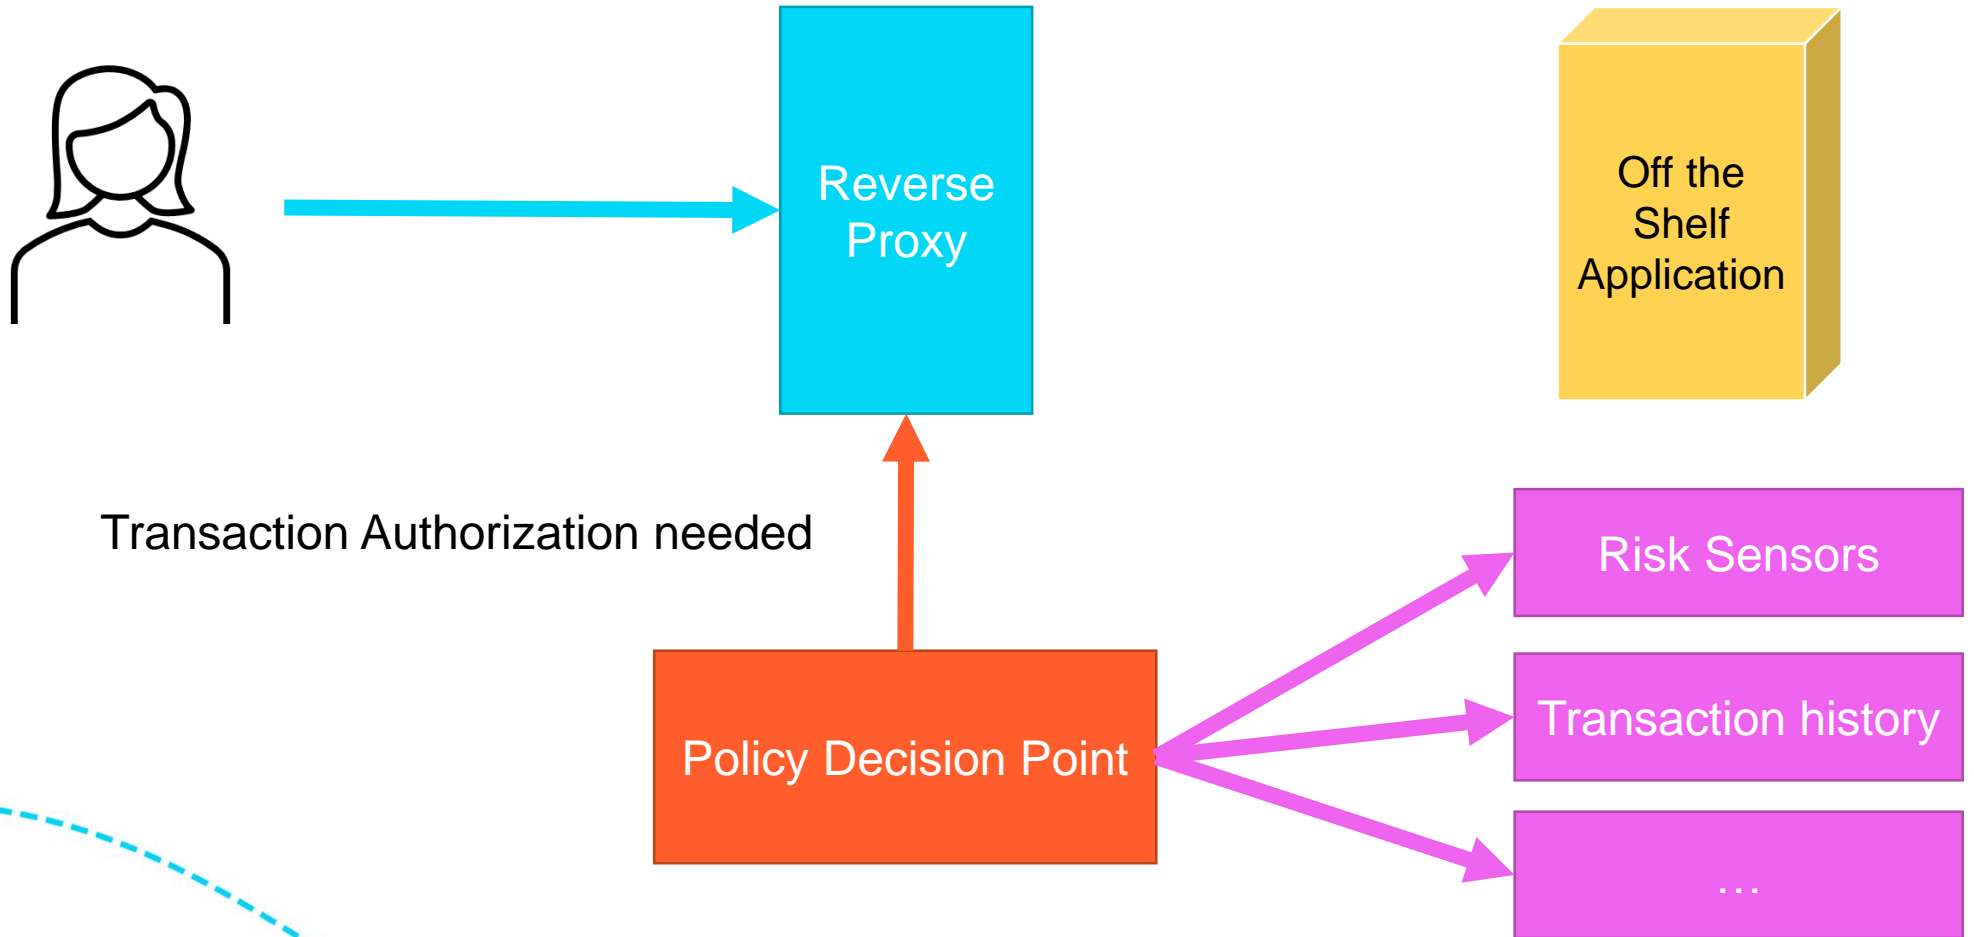 Reverse
Proxy
Off the
Shelf
Application
Transaction Authorization needed
Risk Sensors
Transaction history
Policy Decision Point
...